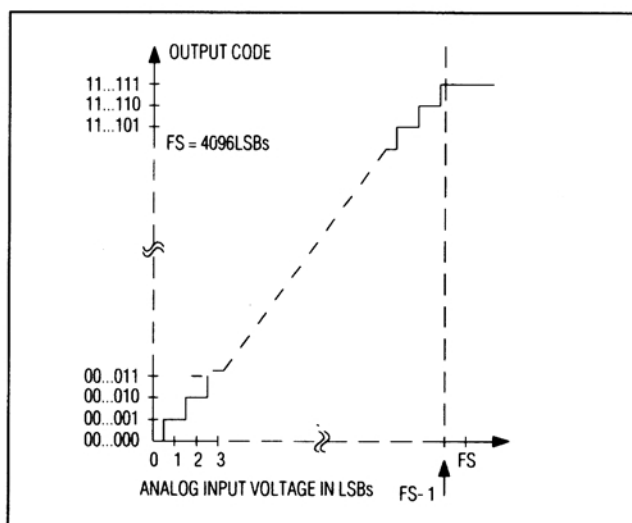 OUTPUT CODE
11...111
11...110
11...101
FS = 4096LSBs
00...011
00...010
00...001
00...000
0 1 2 3
FS
ANALOG INPUT VOLTAGE IN LSBs
FS-1